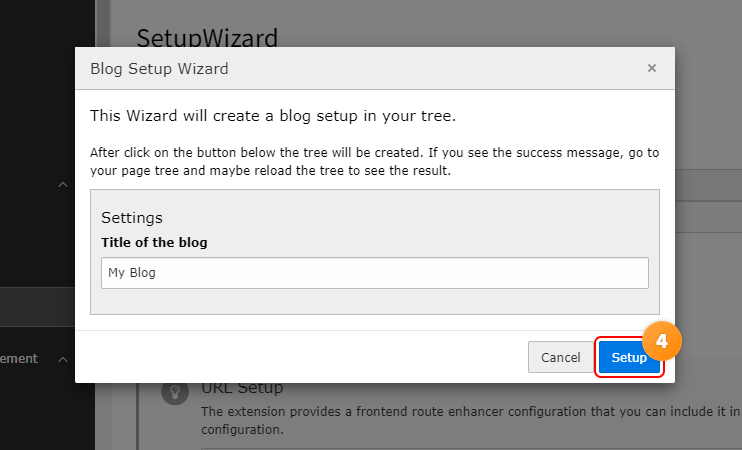 SetupWizard
Blog Setup Wizard ×
This Wizard will create a blog setup in your tree.
After click on the button below the tree will be created. If you see the success message, go to
your page tree and maybe reload the tree to see the result.
Settings
Title of the blog
My Blog
4
Cancel Setup
ement
URL Setup
The extension provides a frontend route enhancer configuration that you can include it in
configuration.